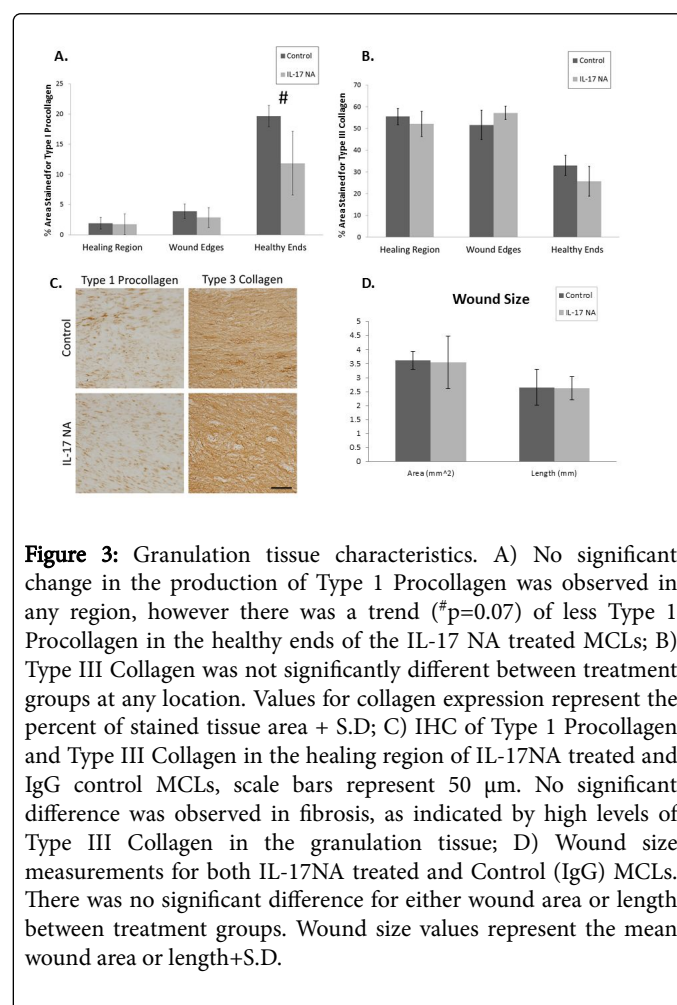 A.
Control
IL-17 NA
% Area Stained for Type I Procollagen
25
20
15
10
5
0
#
Healing Region Wound Edges Healthy Ends
B.
Control
IL-17 NA
% Area Stained for Type III Collagen
70
60
50
40
30
20
10
0
Healing Region Wound Edges Healthy Ends
C.
Type 1 Procollagen Type 3 Collagen
Control
IL-17 NA
D.
Wound Size
Control
IL-17 NA
5
4.5
4
3.5
3
2.5
2
1.5
1
0.5
0
Area (mm^2) Length (mm)
Figure 3: Granulation tissue characteristics. A) No significant
change in the production of Type 1 Procollagen was observed in
any region, however there was a trend (#p=0.07) of less Type 1
Procollagen in the healthy ends of the IL-17 NA treated MCLs; B)
Type III Collagen was not significantly different between treatment
groups at any location. Values for collagen expression represent the
percent of stained tissue area + S.D; C) IHC of Type 1 Procollagen
and Type III Collagen in the healing region of IL-17NA treated and
IgG control MCLs, scale bars represent 50 μm. No significant
difference was observed in fibrosis, as indicated by high levels of
Type III Collagen in the granulation tissue; D) Wound size
measurements for both IL-17NA treated and Control (IgG) MCLs.
There was no significant difference for either wound area or length
between treatment groups. Wound size values represent the mean
wound area or length+S.D.